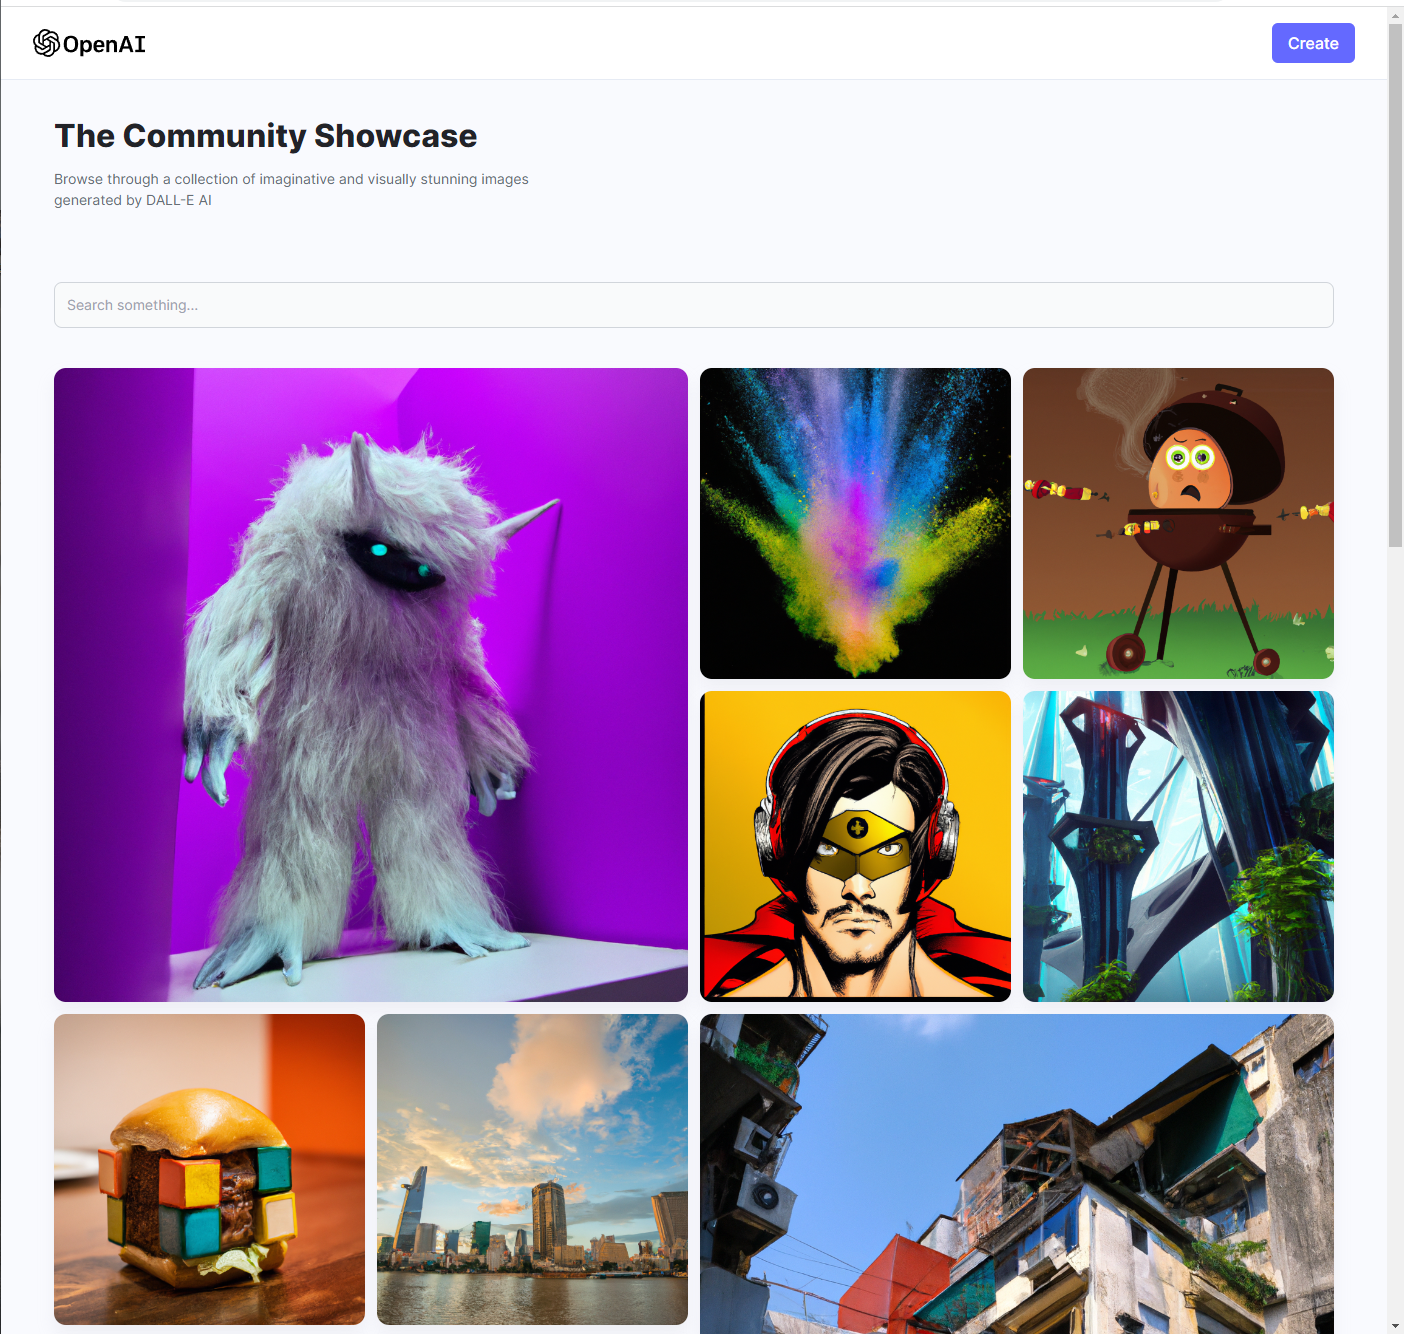 OpenAI
Create
The Community Showcase
Browse through a collection of imaginative and visually stunning images
generated by DALL-E AI
Search something...